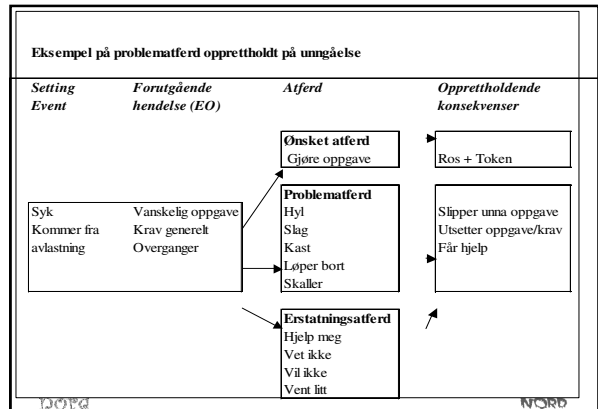 Eksempel på problematferd opprettholdt på unngåelse
Setting Event
Forutgående hendelse (EO)
Atferd
Opprettholdende konsekvenser
Ønsket atferd
Gjøre oppgave
Ros + Token
Syk
Kommer fra
avlastning
Vanskelig oppgave
Krav generelt
Overganger
Problematferd
Hyl
Slag
Kast
Løper bort
Skaller
Slipper unna oppgave
Utsetter oppgave/krav
Får hjelp
Erstatningsatferd
Hjelp meg
Vet ikke
Vil ikke
Vent litt
NORD